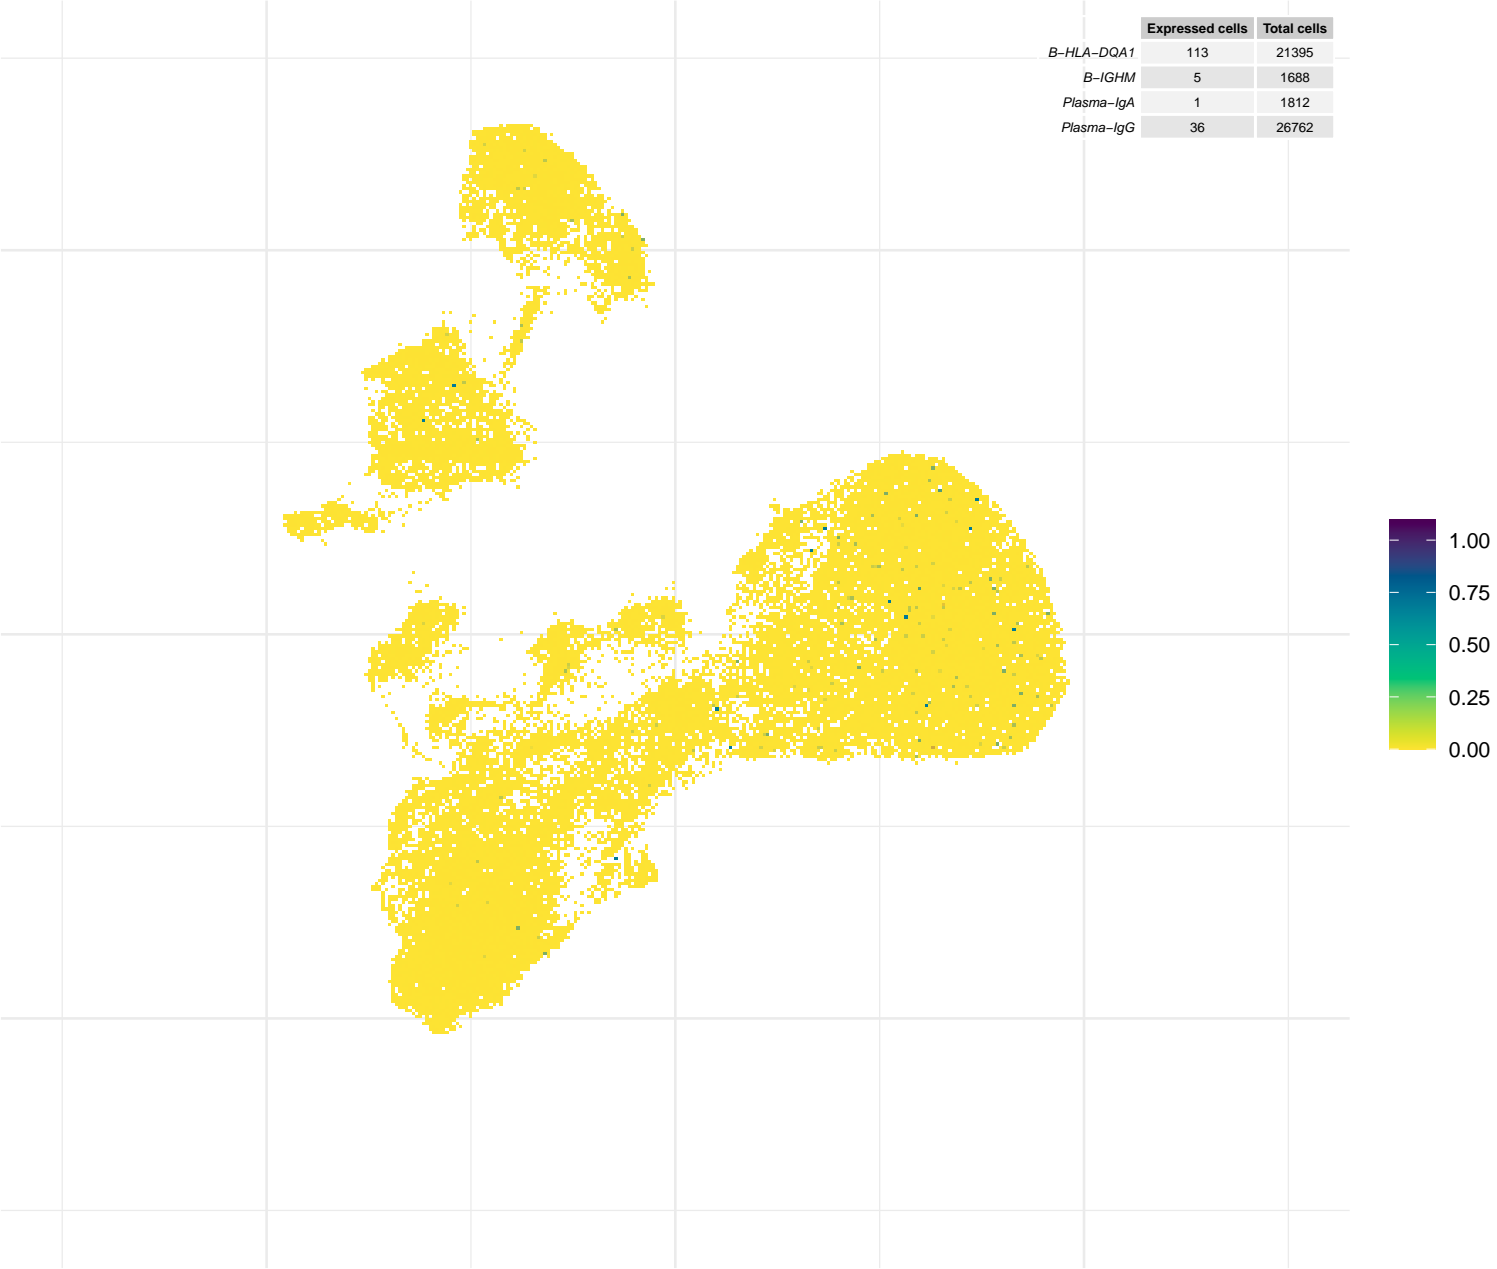 Expressed cells Total cells
B−HLA−DQA1 113 21395
B−IGHM 5 1688
Plasma−IgA 1 1812
Plasma−IgG 36 26762
1.00
0.75
0.50
0.25
0.00